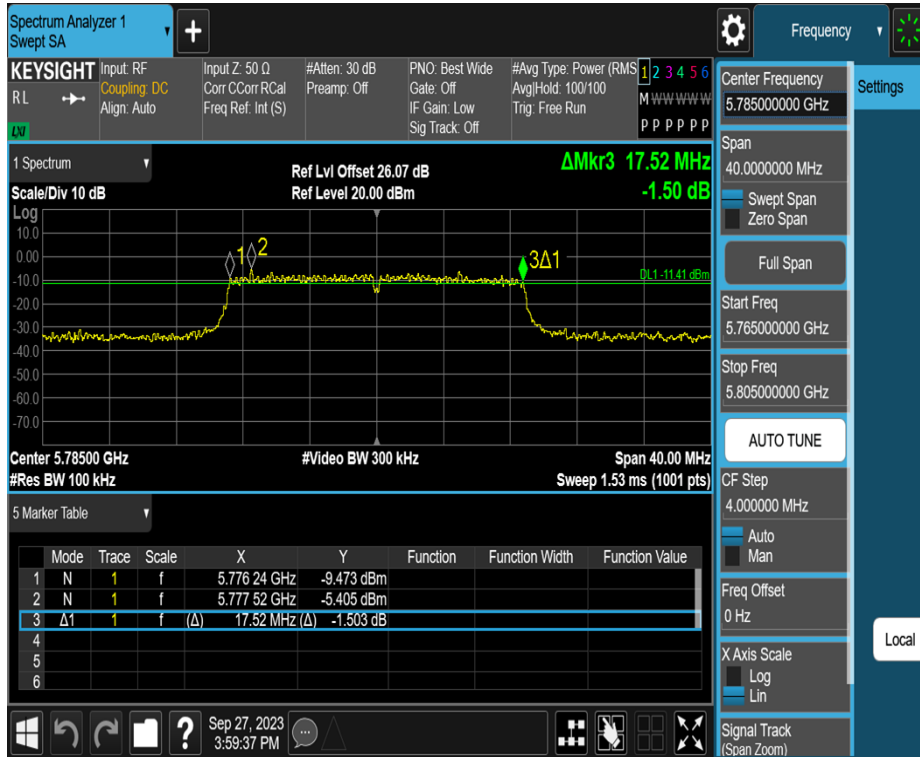 Spectrum Analyzer 1
Swept SA
+
Frequency
KEYSIGHT
R L
LXI
Input: RF
Coupling: DC
Align: Auto
Input Z: 50 Ω
Corr CCorr RCal
Freq Ref: Int (S)
#Atten: 30 dB
Preamp: Off
PNO: Best Wide
Gate: Off
IF Gain: Low
Sig Track: Off
#Avg Type: Power (RMS
Avg|Hold: 100/100
Trig: Free Run
1 2 3 4 5 6
M W W W W W
P P P P P P
1 Spectrum
Scale/Div 10 dB
Ref Lvl Offset 26.07 dB
Ref Level 20.00 dBm
ΔMkr3 17.52 MHz
-1.50 dB
Log
10.0
0.00
-10.0
-20.0
-30.0
-40.0
-50.0
-60.0
-70.0
1
2
3Δ1
DL1 -11.41 dBm
Center 5.78500 GHz
#Video BW 300 kHz
Span 40.00 MHz
#Res BW 100 kHz
Sweep 1.53 ms (1001 pts)
5 Marker Table
Mode Trace Scale X Y Function Function Width Function Value
1 N 1 f 5.776 24 GHz -9.473 dBm
2 N 1 f 5.777 52 GHz -5.405 dBm
3 Δ1 1 f (Δ) 17.52 MHz (Δ) -1.503 dB
4
5
6
?
Sep 27, 2023
3:59:37 PM
Center Frequency
5.785000000 GHz
Span
40.0000000 MHz
Swept Span
Zero Span
Full Span
Start Freq
5.765000000 GHz
Stop Freq
5.805000000 GHz
AUTO TUNE
CF Step
4.000000 MHz
Auto
Man
Freq Offset
0 Hz
X Axis Scale
Log
Lin
Signal Track
(Span Zoom)
Settings
Local